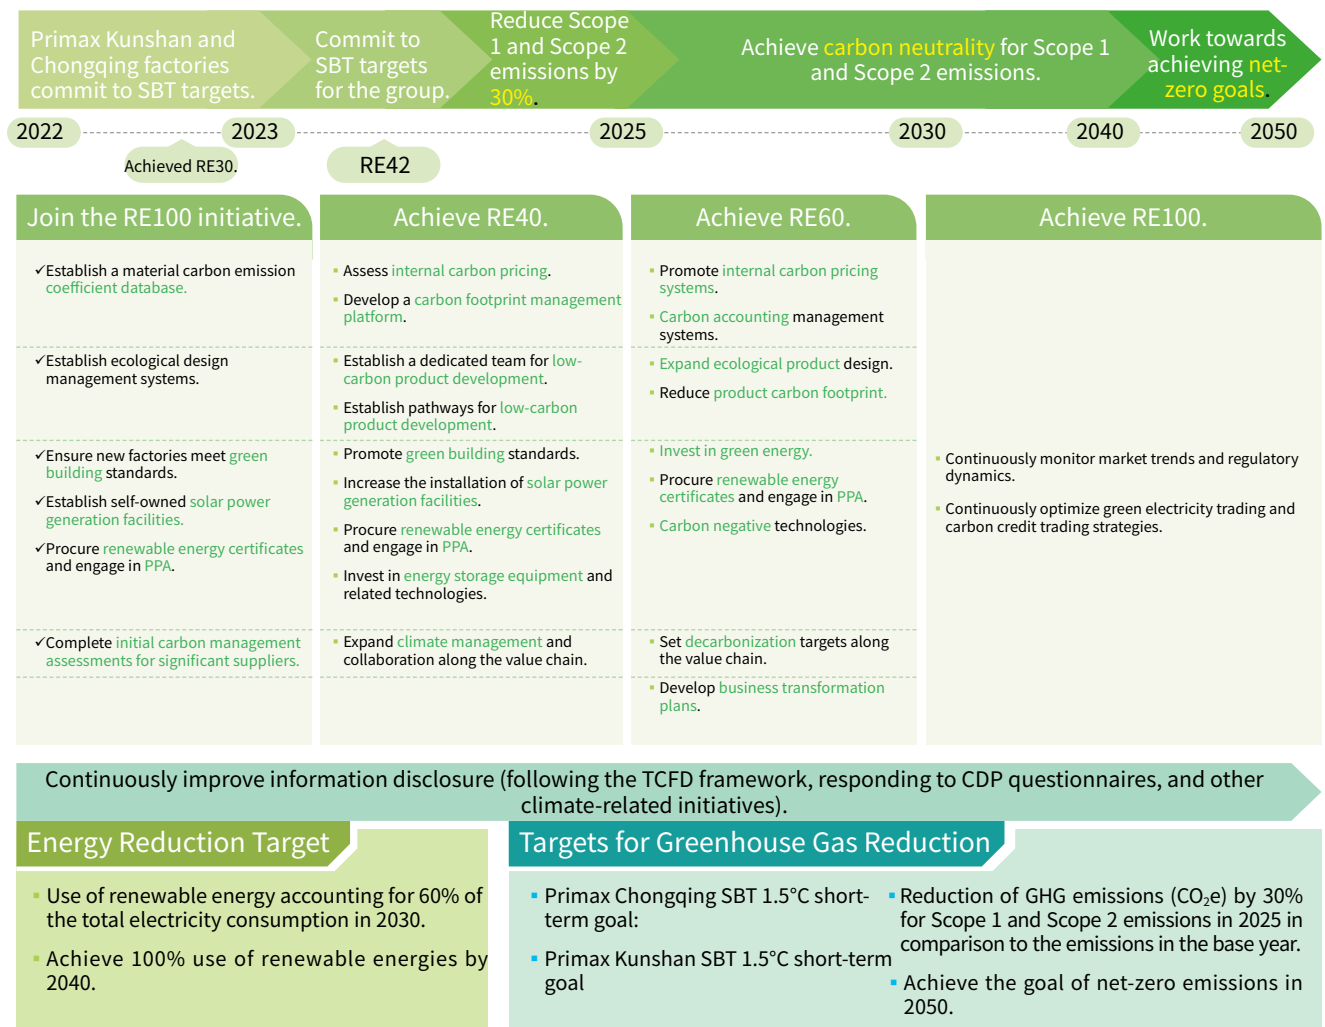 Primax Kunshan and
Chongqing factories
commit to SBT targets.
Commit to
SBT targets
for the group.
Reduce Scope
1 and Scope 2
emissions by
30%.
Achieve carbon neutrality for Scope 1
and Scope 2 emissions.
Work towards
achieving net-
zero goals.
2022
2023
2025
2030
2040
2050
Achieved RE30.
RE42
Join the RE100 initiative.
✓Establish a material carbon emission
coefficient database.
✓Establish ecological design
management systems.
✓Ensure new factories meet green
building standards.
✓Establish self-owned solar power
generation facilities.
✓Procure renewable energy certificates
and engage in PPA.
✓Complete initial carbon management
assessments for significant suppliers.
Achieve RE40.
▪ Assess internal carbon pricing.
▪ Develop a carbon footprint management
platform.
▪ Establish a dedicated team for low-
carbon product development.
▪ Establish pathways for low-carbon
product development.
▪ Promote green building standards.
▪ Increase the installation of solar power
generation facilities.
▪ Procure renewable energy certificates
and engage in PPA.
▪ Invest in energy storage equipment and
related technologies.
▪ Expand climate management and
collaboration along the value chain.
Achieve RE60.
▪ Promote internal carbon pricing
systems.
▪ Carbon accounting management
systems.
▪ Expand ecological product design.
▪ Reduce product carbon footprint.
▪ Invest in green energy.
▪ Procure renewable energy
certificates and engage in PPA.
▪ Carbon negative technologies.
▪ Set decarbonization targets along
the value chain.
▪ Develop business transformation
plans.
Achieve RE100.
▪ Continuously monitor market trends and regulatory
dynamics.
▪ Continuously optimize green electricity trading and
carbon credit trading strategies.
Continuously improve information disclosure (following the TCFD framework, responding to CDP questionnaires, and other
climate-related initiatives).
Energy Reduction Target
▪ Use of renewable energy accounting for 60% of
the total electricity consumption in 2030.
▪ Achieve 100% use of renewable energies by
2040.
Targets for Greenhouse Gas Reduction
▪ Primax Chongqing SBT 1.5°C short-
term goal:
▪ Primax Kunshan SBT 1.5°C short-term
goal
▪ Reduction of GHG emissions (CO₂e) by 30%
for Scope 1 and Scope 2 emissions in 2025 in
comparison to the emissions in the base year.
▪ Achieve the goal of net-zero emissions in
2050.